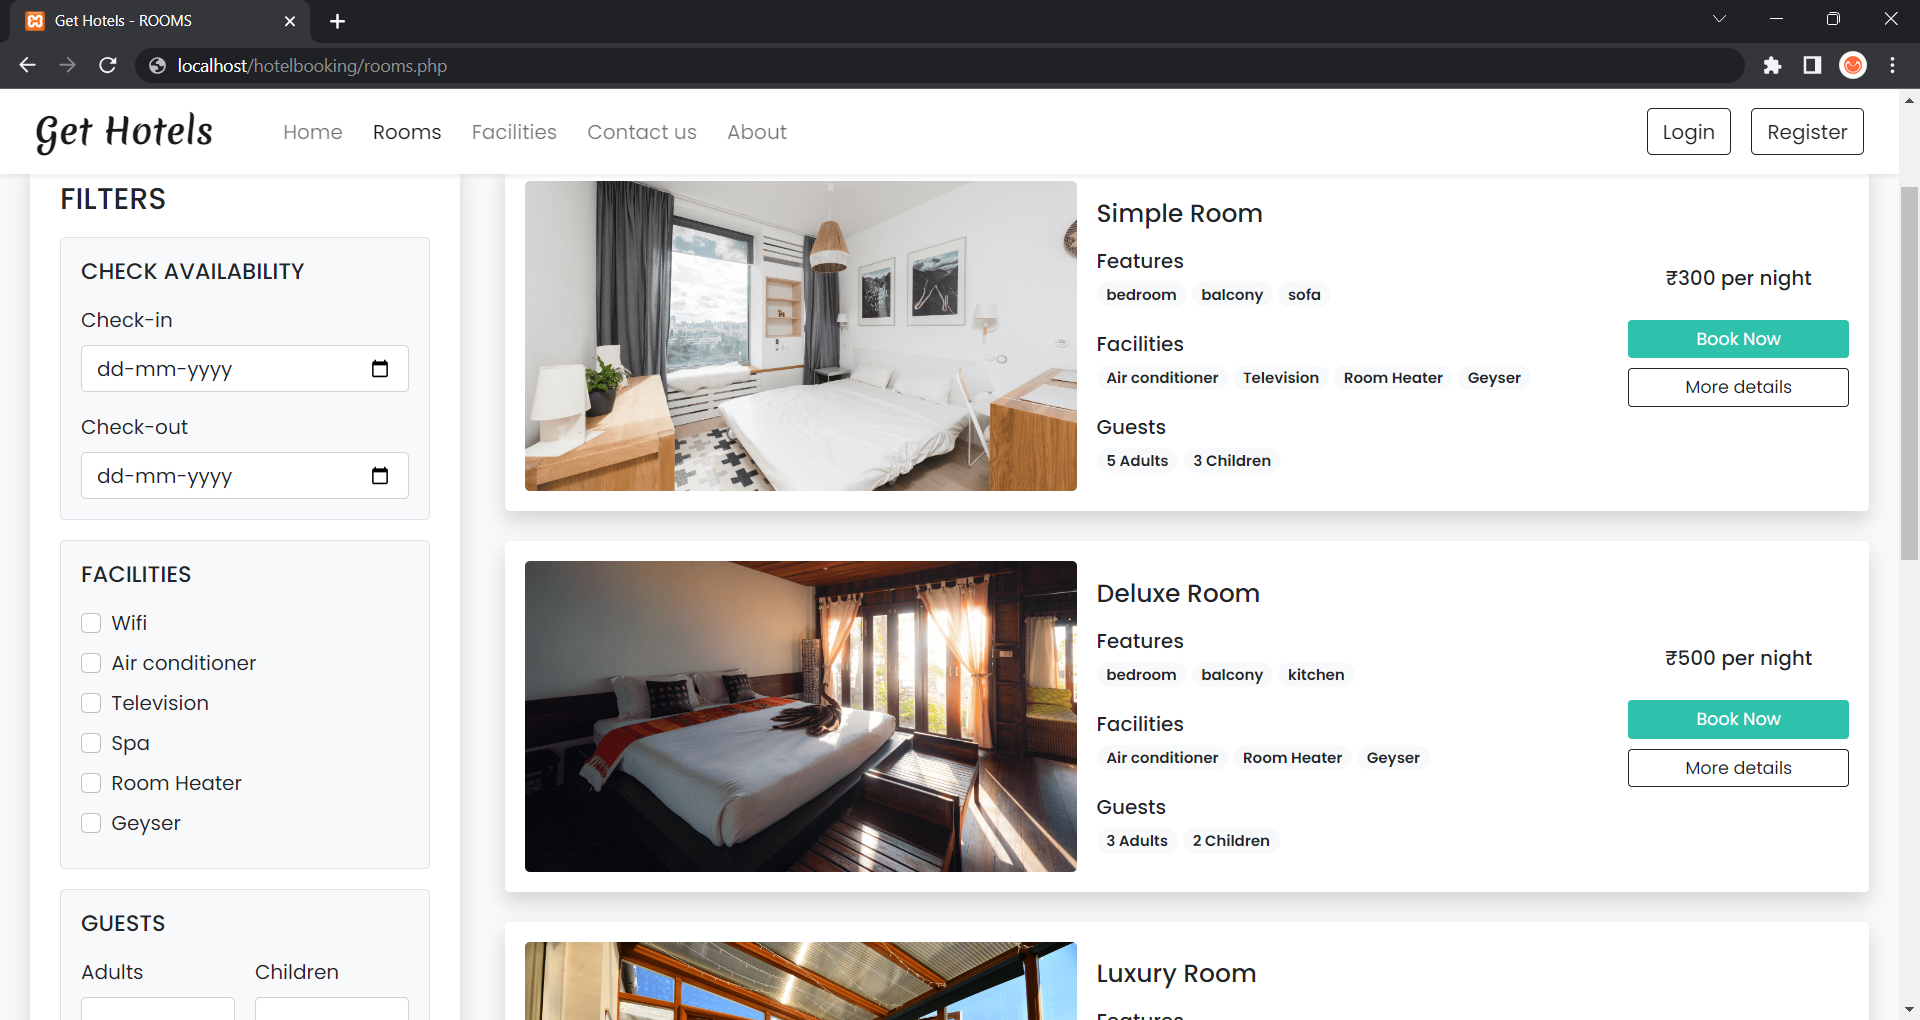 Get Hotels - ROOMS
localhost/hotelbooking/rooms.php
Get Hotels
Home Rooms Facilities Contact us About
Login Register
FILTERS
CHECK AVAILABILITY
Check-in
dd-mm-yyyy
Check-out
dd-mm-yyyy
FACILITIES
Wifi
Air conditioner
Television
Spa
Room Heater
Geyser
GUESTS
Adults Children
Simple Room
Features
bedroom balcony sofa
Facilities
Air conditioner Television Room Heater Geyser
Guests
5 Adults 3 Children
₹300 per night
Book Now
More details
Deluxe Room
Features
bedroom balcony kitchen
Facilities
Air conditioner Room Heater Geyser
Guests
3 Adults 2 Children
₹500 per night
Book Now
More details
Luxury Room
Features